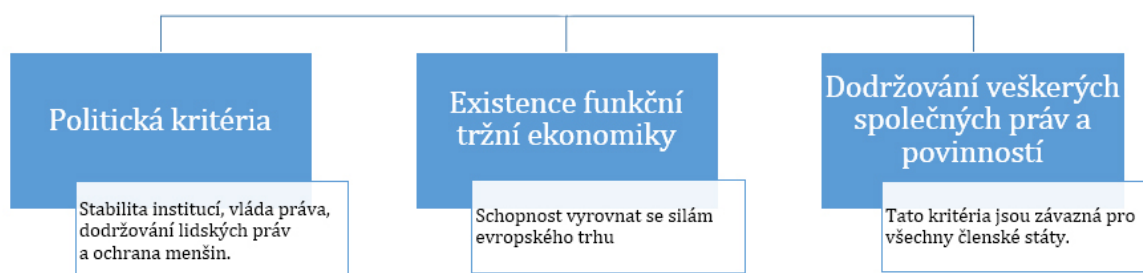 Politická kritéria
Stabilita institucí, vláda práva,
dodržování lidských práv
a ochrana menšin.
Existence funkční
tržní ekonomiky
Schopnost vyrovnat se silám
evropského trhu
Dodržování veškerých
společných práv a
povinností
Tato kritéria jsou závazná pro
všechny členské státy.